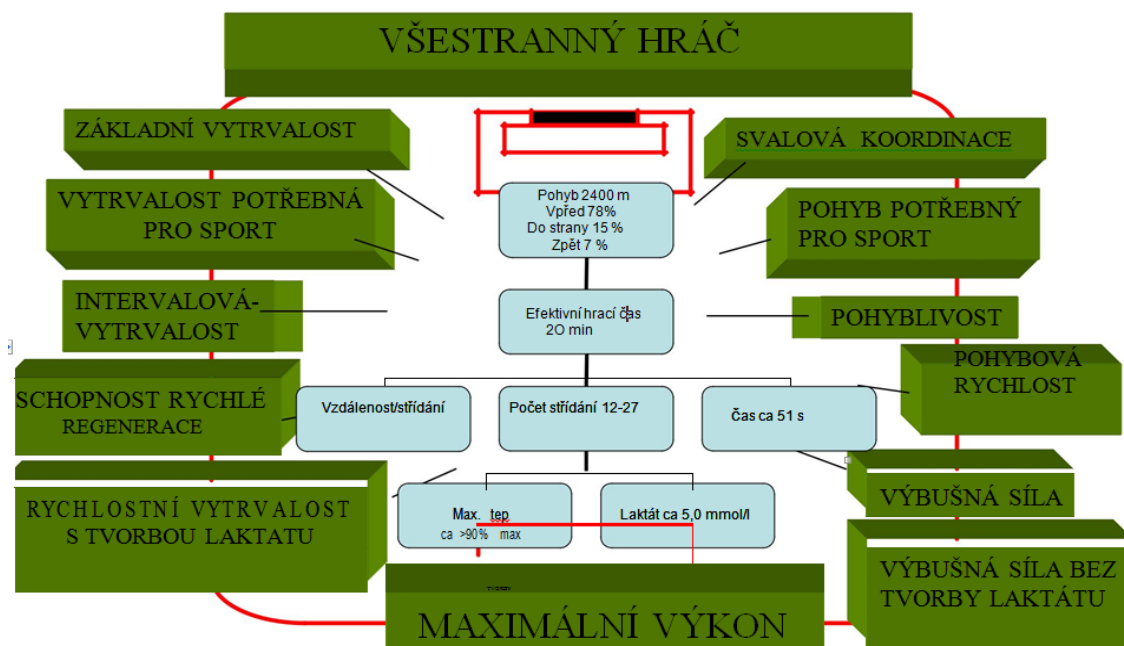 VŠESTRANNÝ HRÁČ
ZÁKLADNÍ VYTRVALOST
VYTRVALOST POTŘEBNÁ
PRO SPORT
INTERVALOVÁ-
VYTRVALOST
SCHOPNOST RYCHLÉ
REGENERACE
RYCHLOSTNÍ VYTRVALOST
S TVORBOU LAKTATU
Pohyb 2400 m
Vpřed 78%
Do strany 15 %
Zpět 7 %
Efektivní hrací čas
2O min
Vzdálenost/střídání
Počet střídání 12-27
Čas ca 51 s
Max. tep.
ca >90% max
Laktát ca 5,0 mmol/l
SVALOVÁ KOORDINACE
POHYB POTŘEBNÝ
PRO SPORT
POHYBLIVOST
POHYBOVÁ
RYCHLOST
VÝBUŠNÁ SÍLA
VÝBUŠNÁ SÍLA BEZ
TVORBY LAKTÁTU
MAXIMÁLNÍ VÝKON